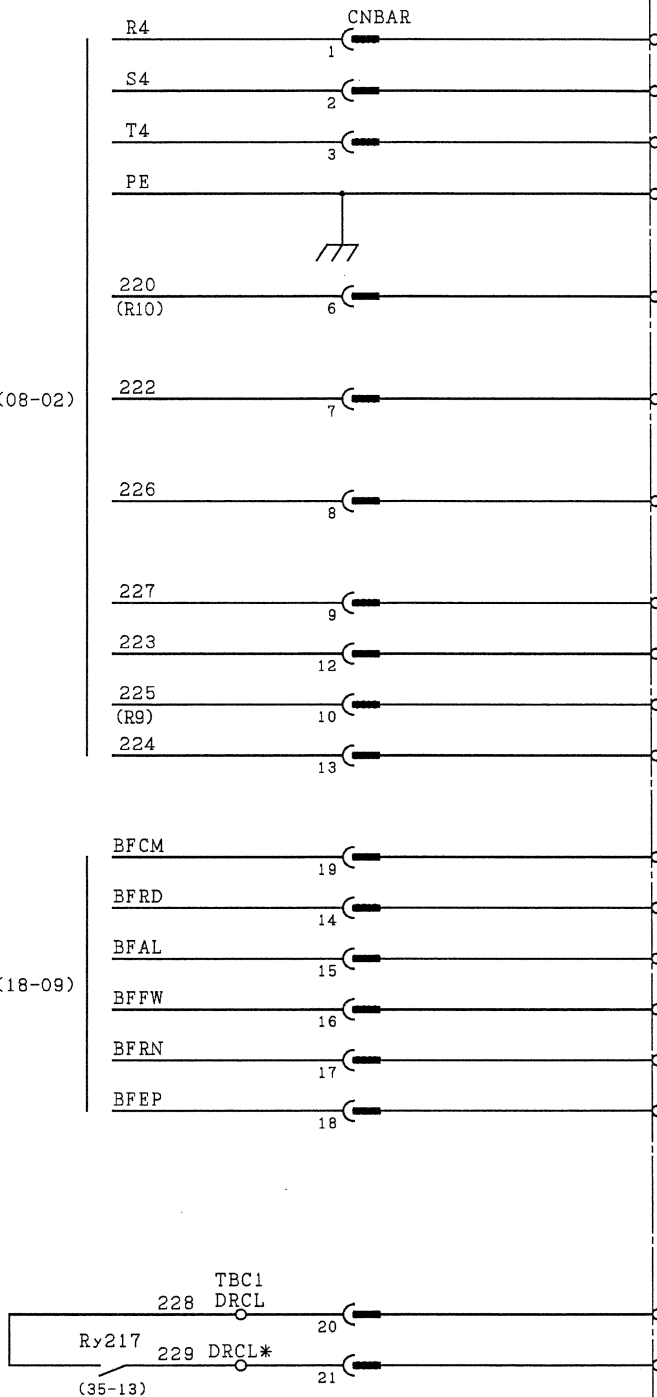 CNBAR
R4
1
S4
2
T4
3
PE
220
(R10)
6
(08-02)
222
7
226
8
227
9
223
12
225
(R9)
10
224
13
BFCM
19
BFRD
14
BFAL
15
(18-09)
BFFW
16
BFRN
17
BFEP
18
TBC1
228 DRCL
20
Ry217
229 DRCL*
21
(35-13)